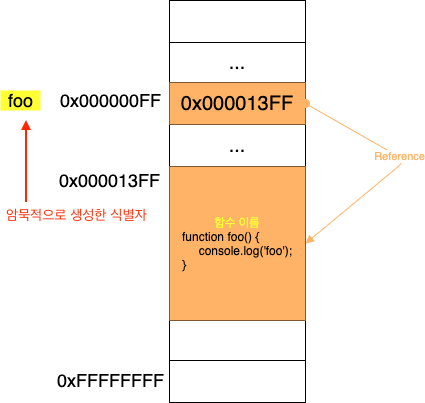 ...
foo 0x000000FF 0x000013FF
...
Reference
0x000013FF
암묵적으로 생성한 식별자
함수 이름
function foo() {
console.log('foo');
}
0xFFFFFFFF